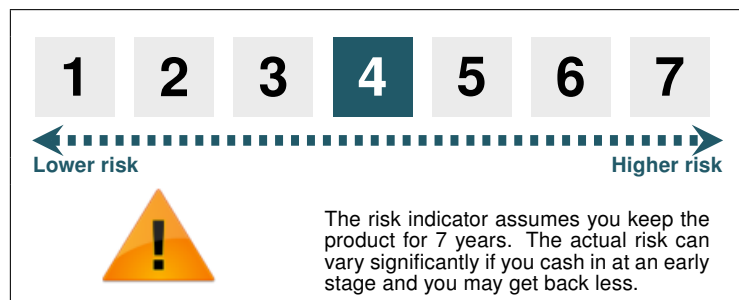 1 2 3 4 5 6 7
Lower risk Higher risk
!
The risk indicator assumes you keep the
product for 7 years. The actual risk can
vary significantly if you cash in at an early
stage and you may get back less.